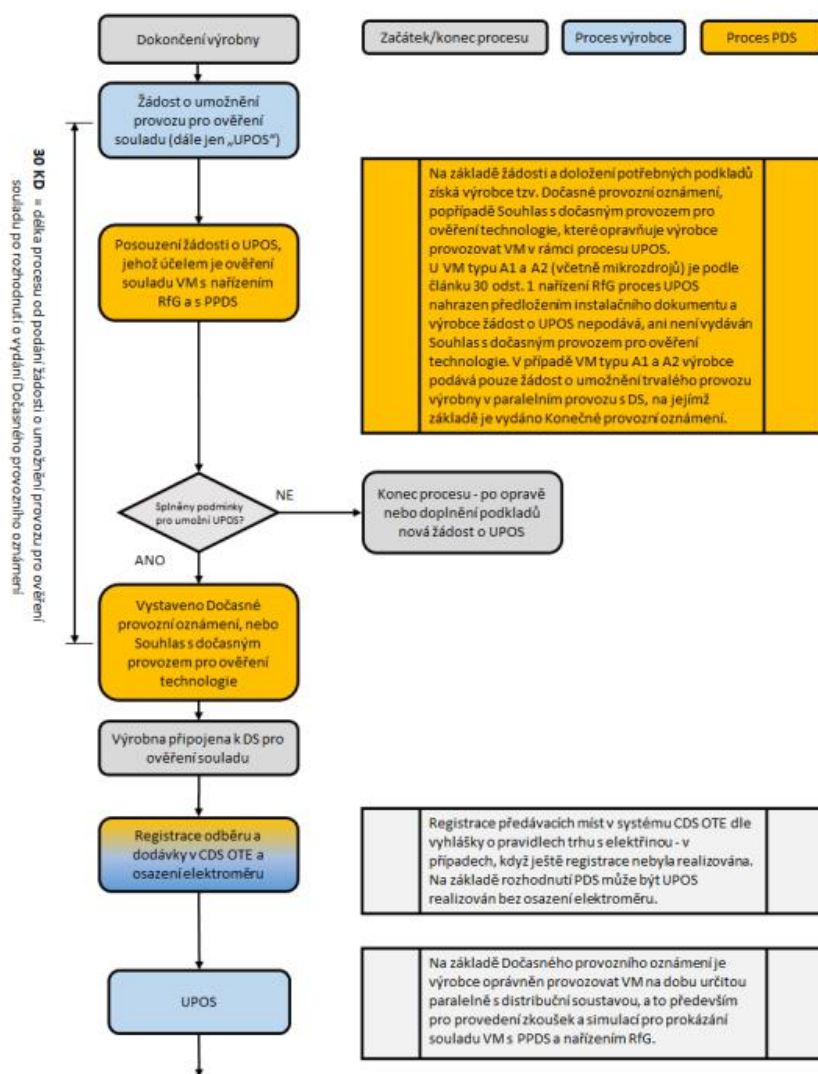 Dokončení výrobny
Začátek/konec procesu
Proces výrobce
Proces PDS
Žádost o umožnění
provozu pro ověření
souladu (dále jen „UPOS“)
30 KD = délka procesu od podání žádosti o umožnění provozu pro ověření
souladu po rozhodnutí o vydání Dočasného provozního oznámení
Posouzení žádosti o UPOS,
jehož účelem je ověření
souladu VM s nařízením
RfG a s PPDS
Na základě žádosti a doložení potřebných podkladů
získá výrobce tzv. Dočasné provozní oznámení,
popřípadě Souhlas s dočasným provozem pro
ověření technologie, které opravňuje výrobce
provozovat VM v rámci procesu UPOS.
U VM typu A1 a A2 (včetně mikrozdrojů) je podle
článku 30 odst. 1 nařízení RfG proces UPOS
nahrazen předložením instalačního dokumentu a
výrobce žádost o UPOS nepodává, ani není vydáván
Souhlas s dočasným provozem pro ověření
technologie. V případě VM typu A1 a A2 výrobce
podává pouze žádost o umožnění trvalého provozu
výrobny v paralelním provozu s DS, na jejímž
základě je vydáno Konečné provozní oznámení.
Splněny podmínky
pro umožní UPOS?
NE
Konec procesu - po opravě
nebo doplnění podkladů
nová žádost o UPOS
ANO
Vystaveno Dočasné
provozní oznámení, nebo
Souhlas s dočasným
provozem pro ověření
technologie
Výrobna připojena k DS pro
ověření souladu
Registrace odběru a
dodávky v CDS OTE a
osazení elektroměru
Registrace předávacích míst v systému CDS OTE dle
vyhlášky o pravidlech trhu s elektřinou - v
případech, když ještě registrace nebyla realizována.
Na základě rozhodnutí PDS může být UPOS
realizován bez osazení elektroměru.
UPOS
Na základě Dočasného provozního oznámení je
výrobce oprávněn provozovat VM na dobu určitou
paralelně s distribuční soustavou, a to především
pro provedení zkoušek a simulací pro prokázání
souladu VM s PPDS a nařízením RfG.